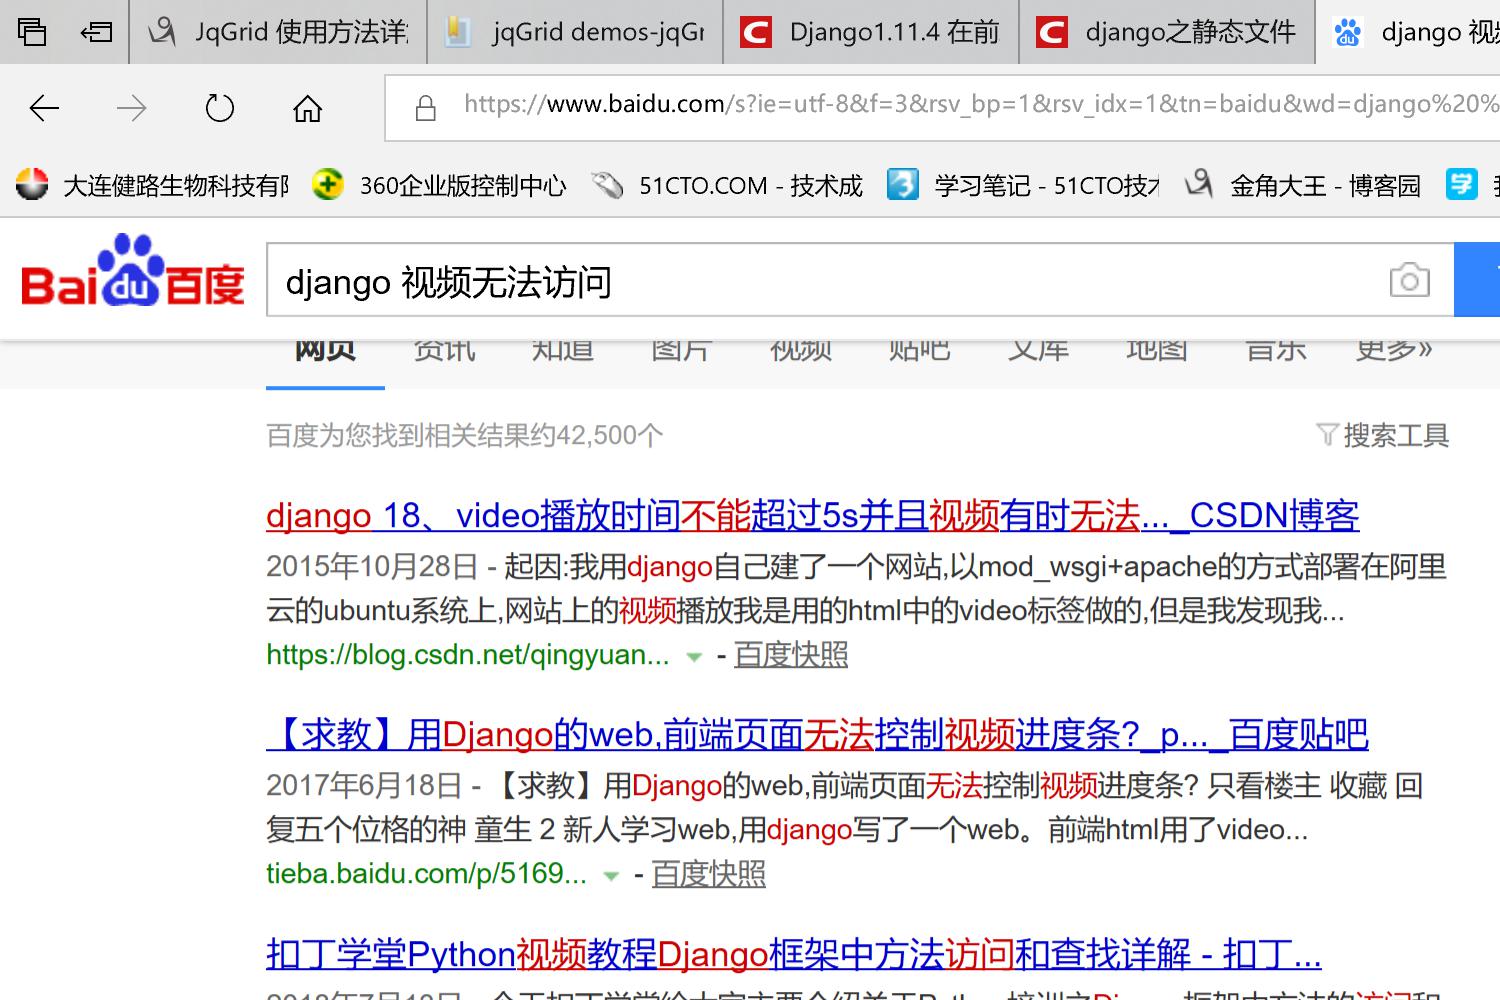 JqGrid 使用方法详
jqGrid demos-jqGr
Django1.11.4 在前
django之静态文件
django 视
https://www.baidu.com/s?ie=utf-8&f=3&rsv_bp=1&rsv_idx=1&tn=baidu&wd=django%20%
大连健路生物科技有
360企业版控制中心
51CTO.COM - 技术成
学习笔记 - 51CTO技
金角大王 - 博客园
学
Bai du 百度
django 视频无法访问
网页 资讯 知道 图片 视频 贴吧 文库 地图 音乐 更多»
百度为您找到相关结果约42,500个
搜索工具
django 18、video播放时间不能超过5s并且视频有时无法..._CSDN博客
2015年10月28日 - 起因:我用django自己建了一个网站,以mod_wsgi+apache的方式部署在阿里
云的ubuntu系统上,网站上的视频播放我是用的html中的video标签做的,但是我发现我...
https://blog.csdn.net/qingyuan... - 百度快照
【求教】用Django的web,前端页面无法控制视频进度条?_p..._百度贴吧
2017年6月18日 - 【求教】用Django的web,前端页面无法控制视频进度条? 只看楼主 收藏 回
复五个位格的神 童生 2 新人学习web,用django写了一个web。前端html用了video...
tieba.baidu.com/p/5169... - 百度快照
扣丁学堂Python视频教程Django框架中方法访问和查找详解 - 扣丁...